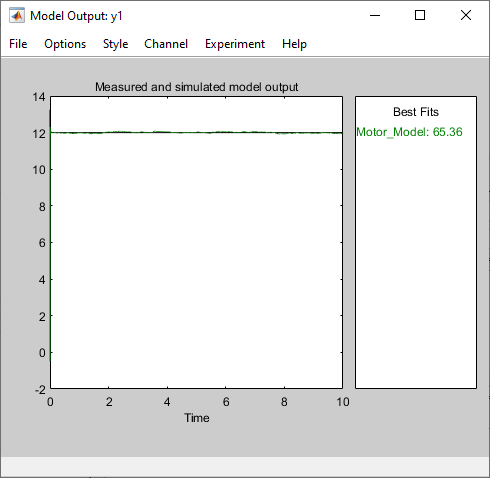 Model Output: y1
File Options Style Channel Experiment Help
Measured and simulated model output
14
12
10
8
6
4
2
0
-2
0 2 4 6 8 10
Time
Best Fits
Motor_Model: 65.36